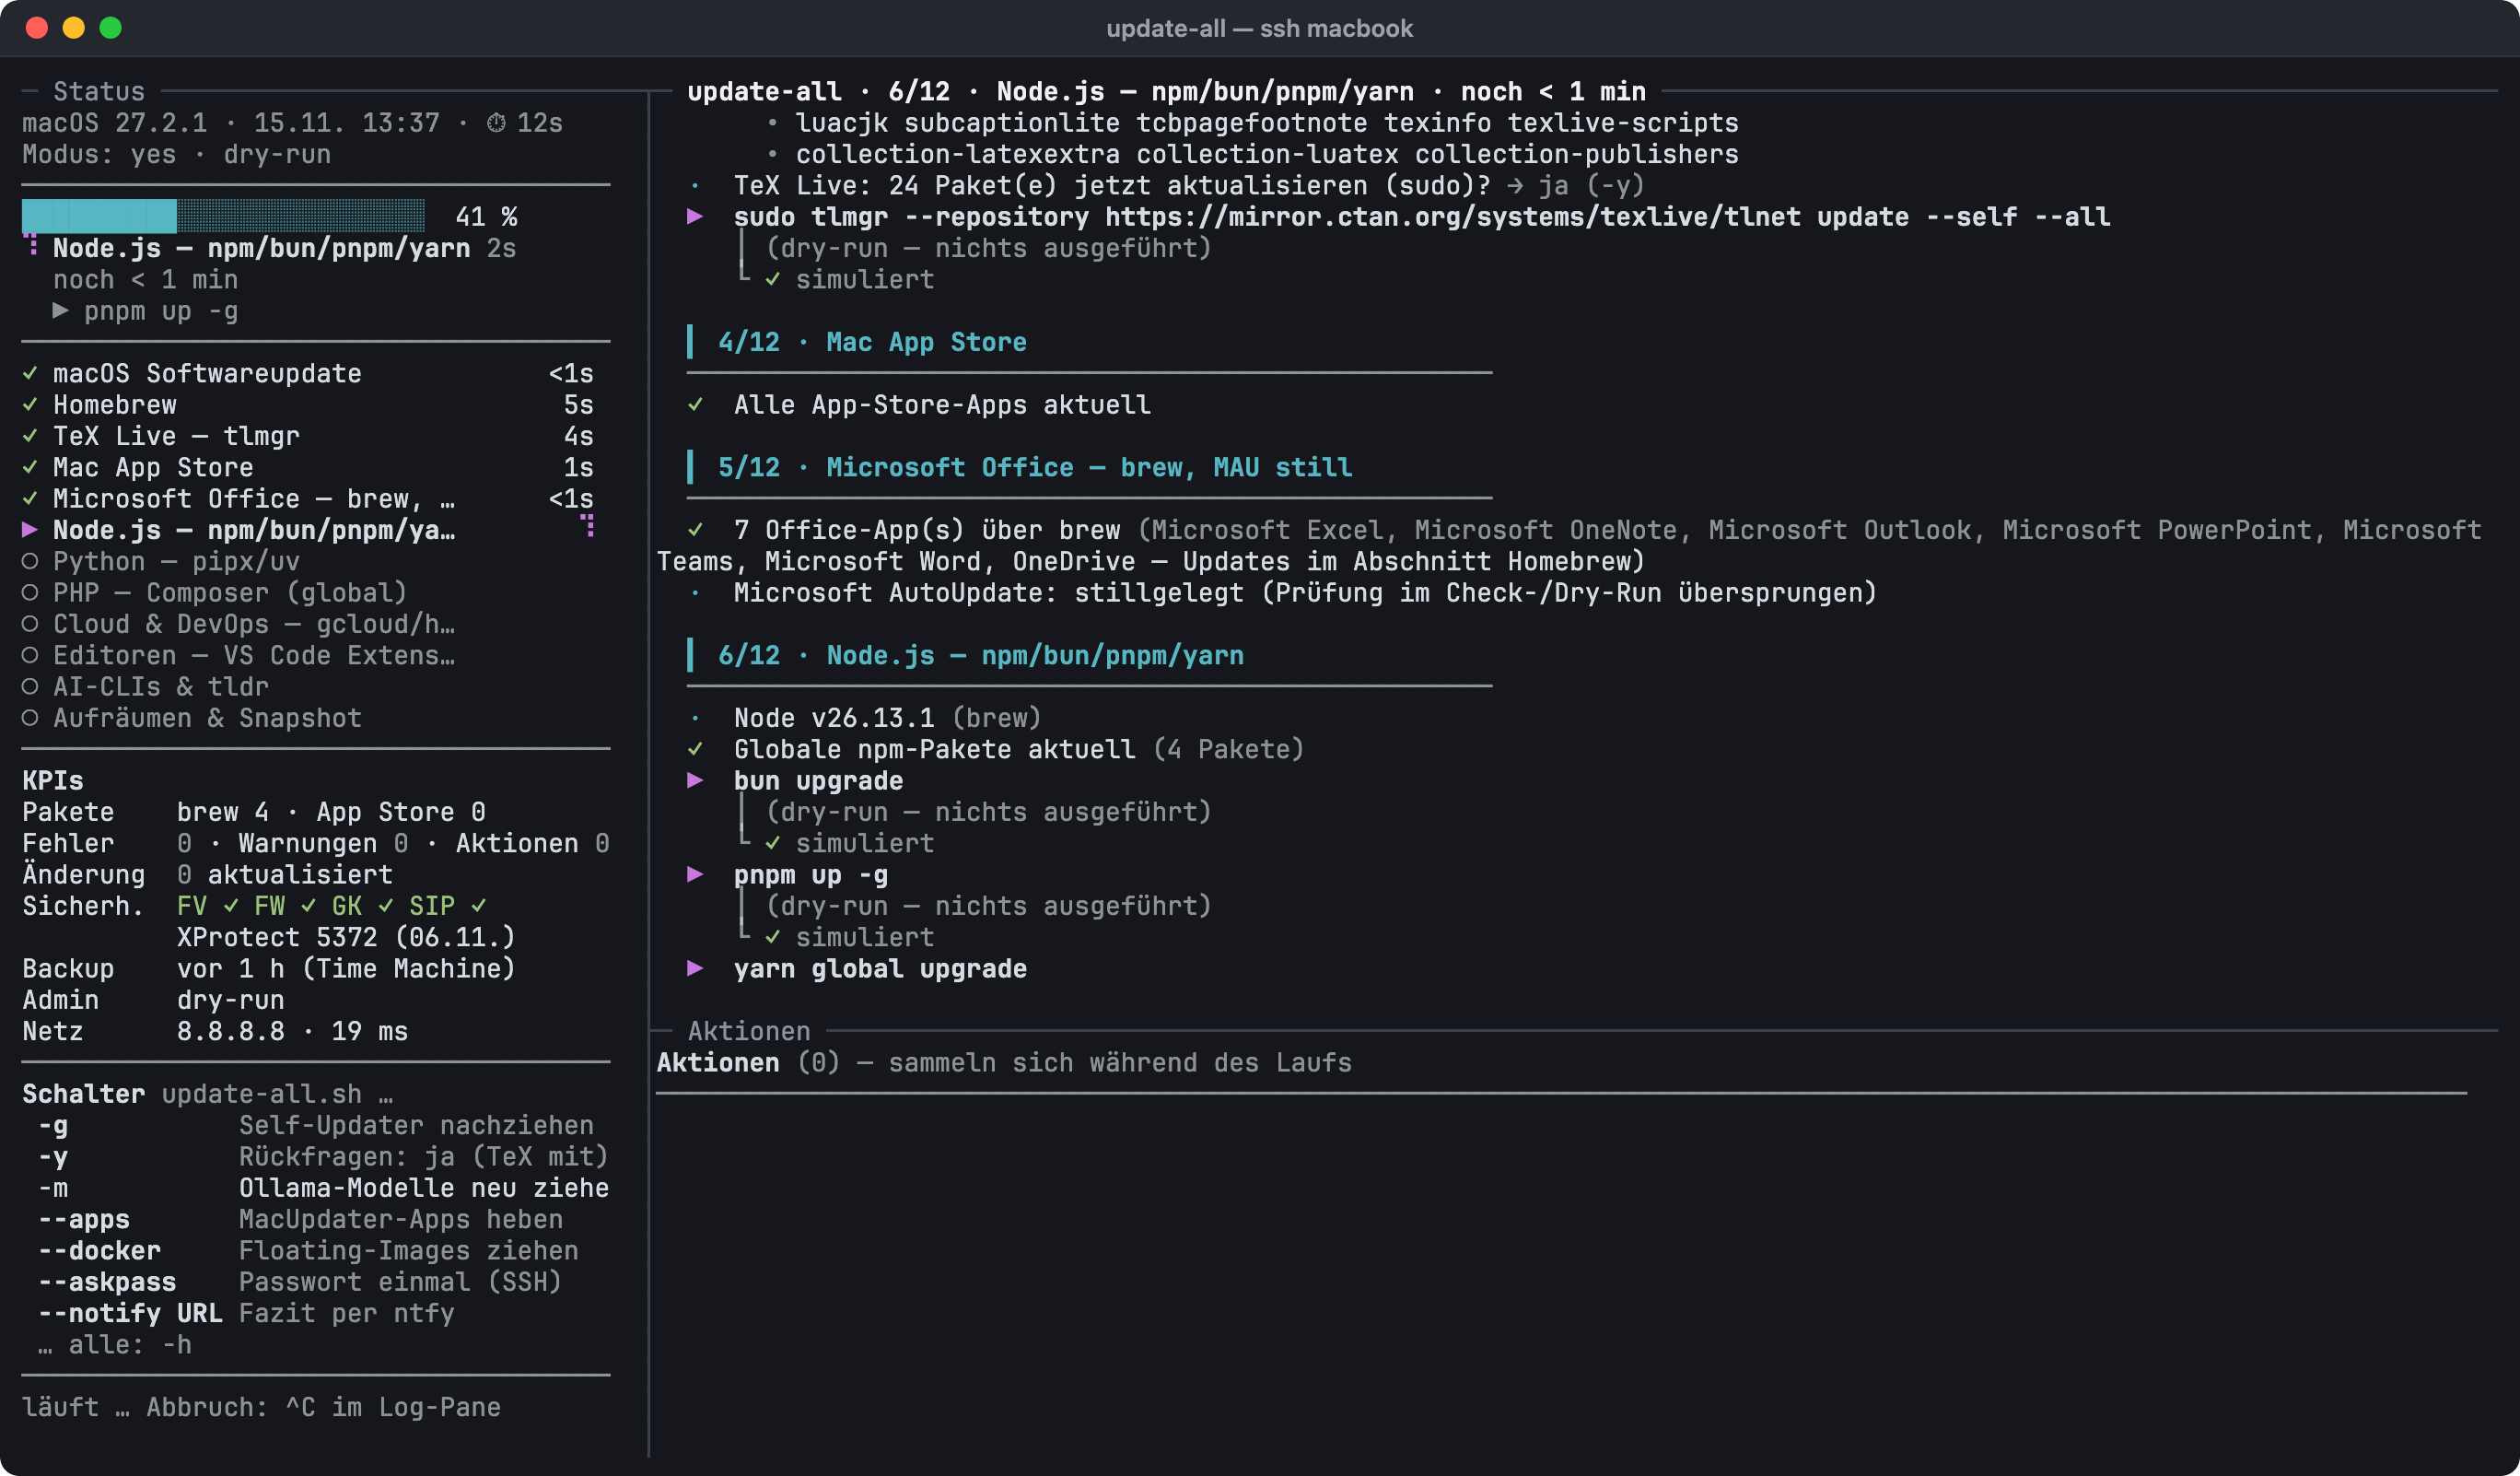 update-all — ssh macbook
Status
macOS 27.2.1 · 15.11. 13:37 · ⏱ 12s
Modus: yes · dry-run
41 %
Node.js — npm/bun/pnpm/yarn 2s
noch < 1 min
▶ pnpm up -g
✓ macOS Softwareupdate <1s
✓ Homebrew 5s
✓ TeX Live — tlmgr 4s
✓ Mac App Store 1s
✓ Microsoft Office — brew, … <1s
▶ Node.js — npm/bun/pnpm/ya…
○ Python — pipx/uv
○ PHP — Composer (global)
○ Cloud & DevOps — gcloud/h…
○ Editoren — VS Code Extens…
○ AI-CLIs & tldr
○ Aufräumen & Snapshot
KPIs
Pakete brew 4 · App Store 0
Fehler 0 · Warnungen 0 · Aktionen 0
Änderung 0 aktualisiert
Sicherh. FV ✓ FW ✓ GK ✓ SIP ✓
XProtect 5372 (06.11.)
Backup vor 1 h (Time Machine)
Admin dry-run
Netz 8.8.8.8 · 19 ms
Schalter update-all.sh …
-g Self-Updater nachziehen
-y Rückfragen: ja (TeX mit)
-m Ollama-Modelle neu ziehe
--apps MacUpdater-Apps heben
--docker Floating-Images ziehen
--askpass Passwort einmal (SSH)
--notify URL Fazit per ntfy
… alle: -h
läuft … Abbruch: ^C im Log-Pane
update-all · 6/12 · Node.js — npm/bun/pnpm/yarn · noch < 1 min
• luacjk subcaptionlite tcbpagefootnote texinfo texlive-scripts
• collection-latexextra collection-luatex collection-publishers
· TeX Live: 24 Paket(e) jetzt aktualisieren (sudo)? → ja (-y)
▶ sudo tlmgr --repository https://mirror.ctan.org/systems/texlive/tlnet update --self --all
│ (dry-run — nichts ausgeführt)
└ ✓ simuliert
4/12 · Mac App Store
✓ Alle App-Store-Apps aktuell
5/12 · Microsoft Office — brew, MAU still
✓ 7 Office-App(s) über brew (Microsoft Excel, Microsoft OneNote, Microsoft Outlook, Microsoft PowerPoint, Microsoft
Teams, Microsoft Word, OneDrive — Updates im Abschnitt Homebrew)
· Microsoft AutoUpdate: stillgelegt (Prüfung im Check-/Dry-Run übersprungen)
6/12 · Node.js — npm/bun/pnpm/yarn
· Node v26.13.1 (brew)
✓ Globale npm-Pakete aktuell (4 Pakete)
▶ bun upgrade
│ (dry-run — nichts ausgeführt)
└ ✓ simuliert
▶ pnpm up -g
│ (dry-run — nichts ausgeführt)
└ ✓ simuliert
▶ yarn global upgrade
Aktionen
Aktionen (0) — sammeln sich während des Laufs